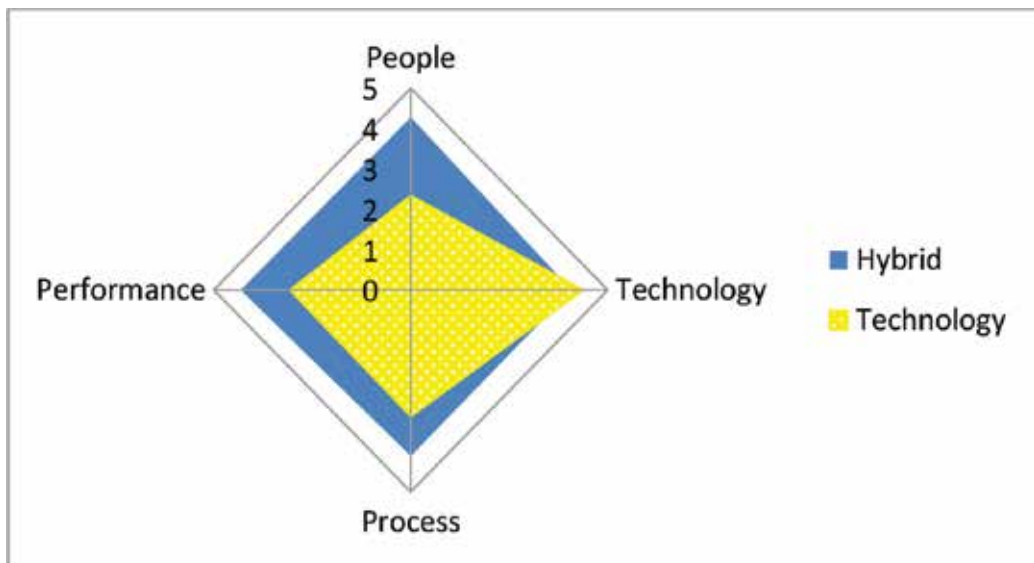 People
5
4
3
2
1
0
Performance
Technology
Process
Hybrid
Technology